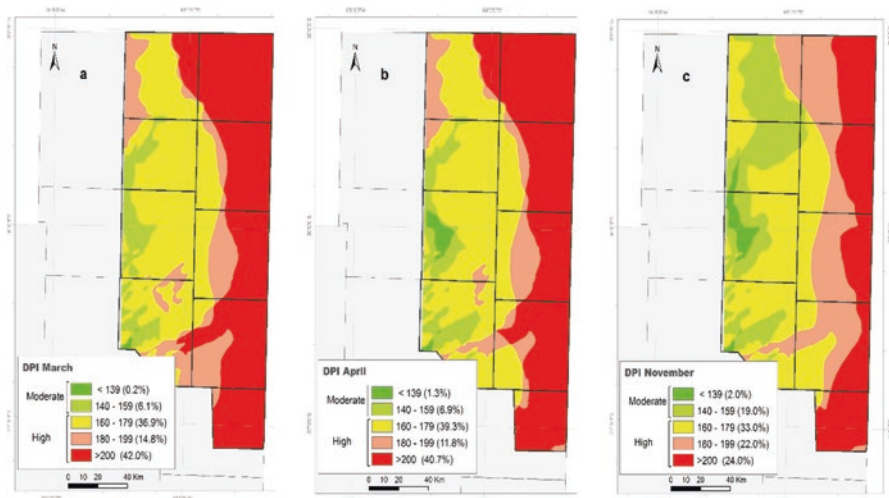 N
a
DPI March
Moderate
< 139 (0.2%)
140 - 159 (6.1%)
High
160 - 179 (36.9%)
180 - 199 (14.8%)
>200 (42.0%)
0 10 20 40 Km
N
b
DPI April
Moderate
< 139 (1.3%)
140 - 159 (6.9%)
High
160 - 179 (39.3%)
180 - 199 (11.8%)
>200 (40.7%)
0 10 20 40 Km
N
c
DPI November
Moderate
< 139 (2.0%)
140 - 159 (19.0%)
High
160 - 179 (33.0%)
180 - 199 (22.0%)
>200 (24.0%)
0 10 20 40 Km